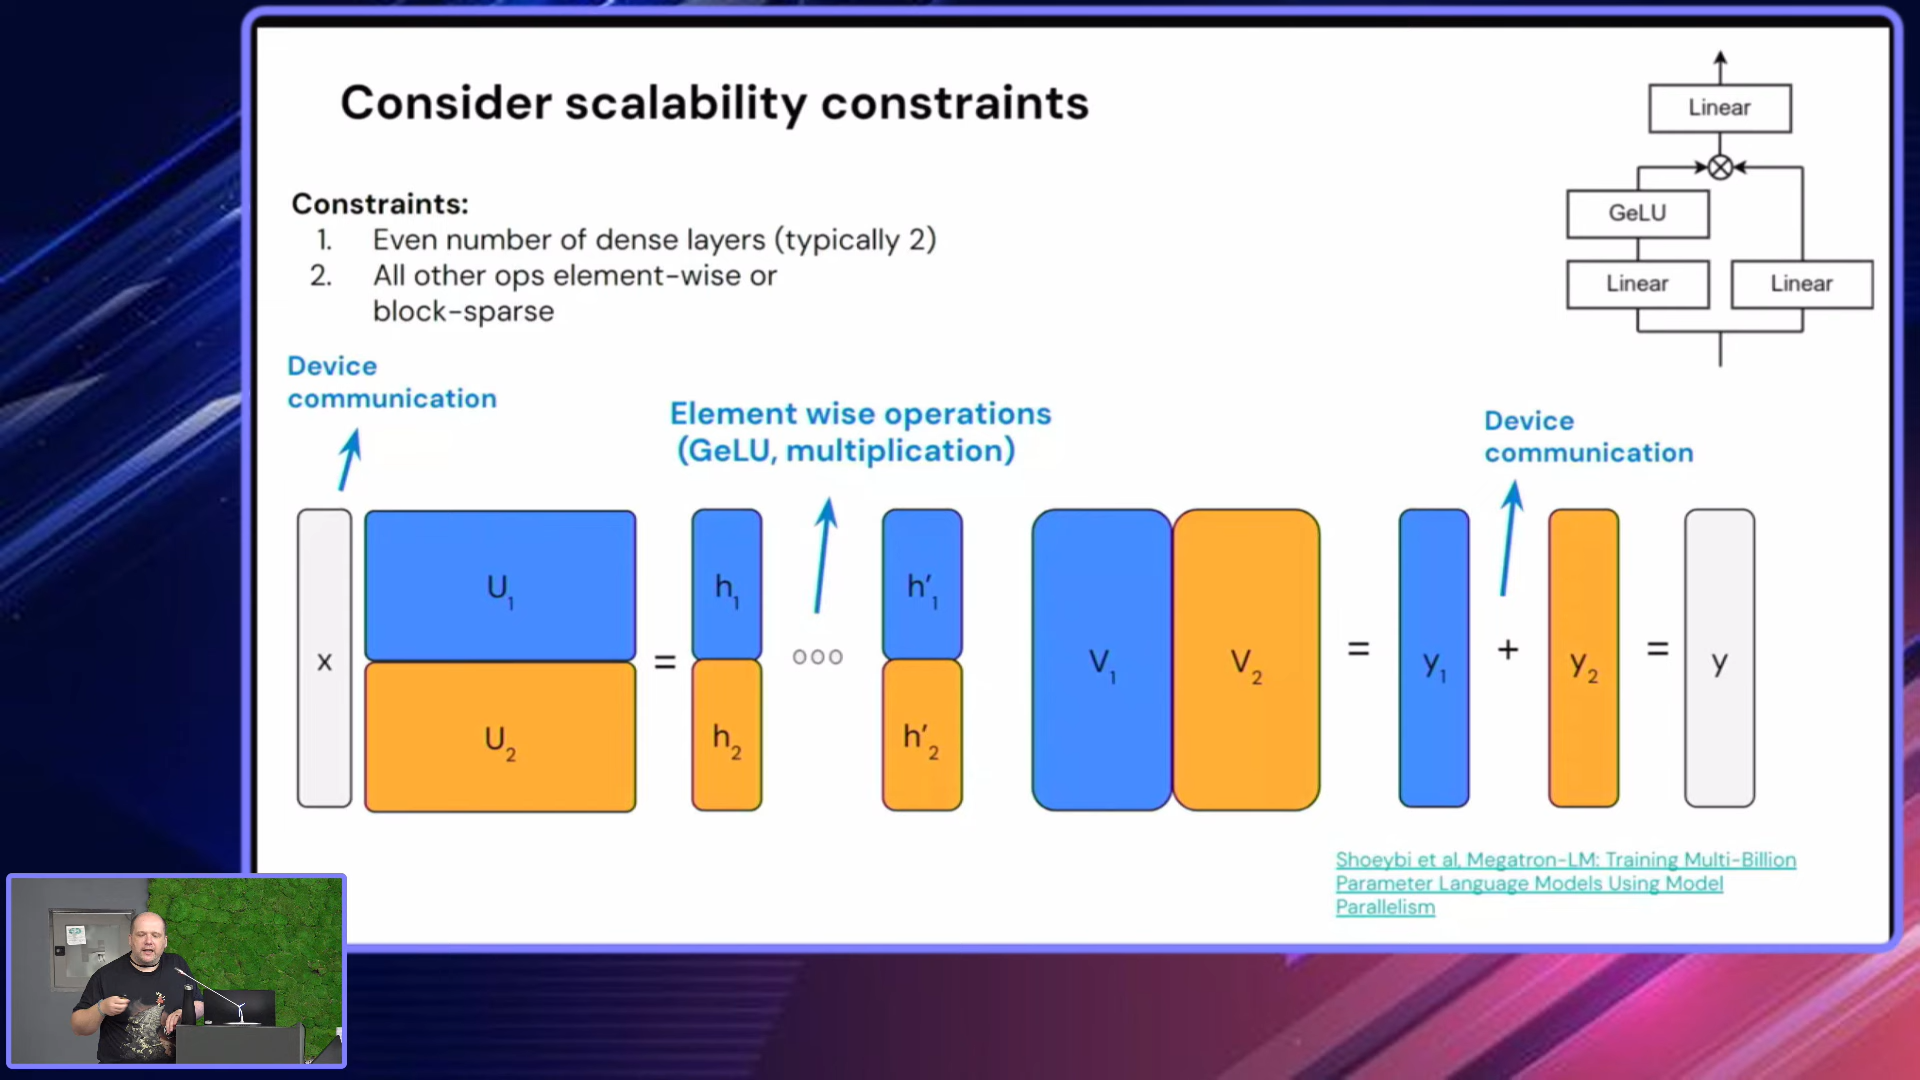 Consider scalability constraints
Constraints:
1. Even number of dense layers (typically 2)
2. All other ops element-wise or
block-sparse
Linear
GeLU
Linear
Linear
Device
communication
Element wise operations
(GeLU, multiplication)
Device
communication
x
U1
U2
=
h1
h2
ooo
h'1
h'2
V1
V2
=
y1
+
y2
=
y
Shoeybi et al, Megatron-LM: Training Multi-Billion
Parameter Language Models Using Model
Parallelism